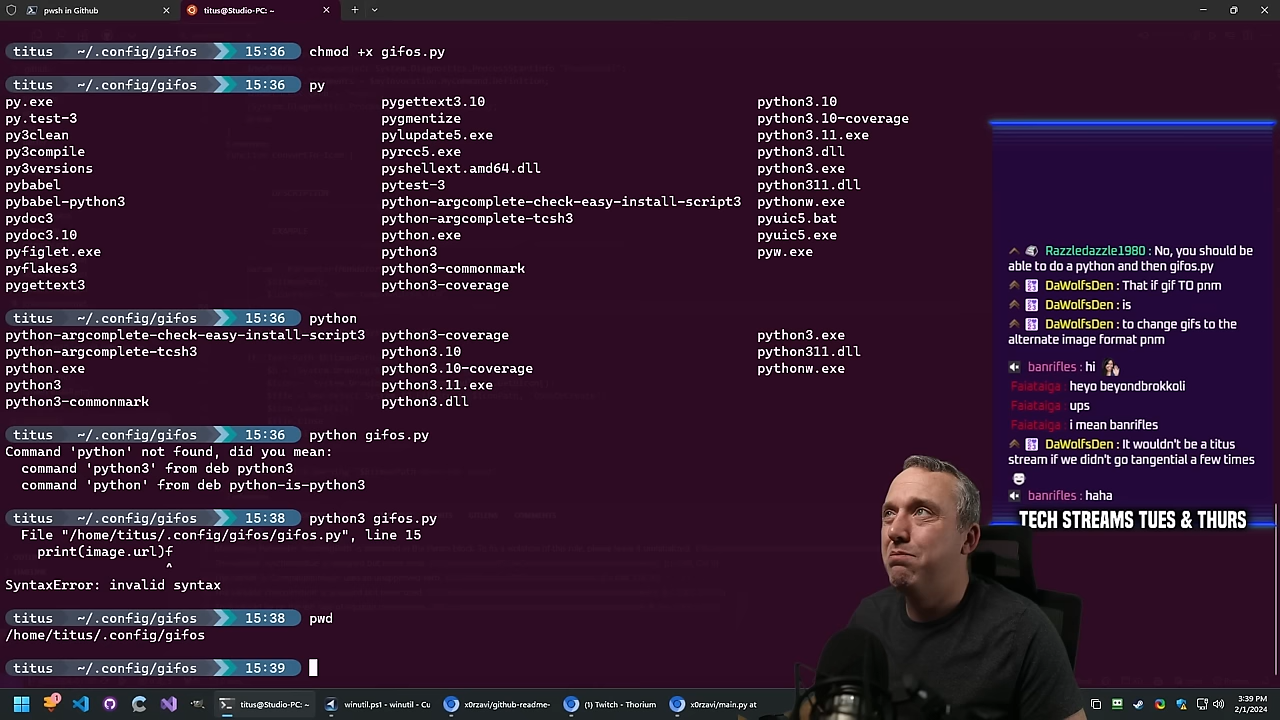 pwsh in Github
titus@Studio-PC: ~
titus ~/.config/gifos 15:36 chmod +x gifos.py
titus ~/.config/gifos 15:36 py
py.exe pygettext3.10 python3.10
py.test-3 pygmentize python3.10-coverage
py3clean pylupdate5.exe python3.11.exe
py3compile pyrcc5.exe python3.dll
py3versions pyshellext.amd64.dll python3.exe
pybabel pytest-3 python311.dll
pybabel-python3 python-argcomplete-check-easy-install-script3 pythonw.exe
pydoc3 python-argcomplete-tcsh3 pyuic5.bat
pydoc3.10 python.exe pyuic5.exe
pyfiglet.exe python3 pyw.exe
pyflakes3 python3-commonmark
pygettext3 python3-coverage
titus ~/.config/gifos 15:36 python
python-argcomplete-check-easy-install-script3 python3-coverage python3.exe
python-argcomplete-tcsh3 python3.10 python311.dll
python.exe python3.10-coverage pythonw.exe
python3 python3.11.exe
python3-commonmark python3.dll
titus ~/.config/gifos 15:36 python gifos.py
Command 'python' not found, did you mean:
command 'python3' from deb python3
command 'python' from deb python-is-python3
titus ~/.config/gifos 15:38 python3 gifos.py
File "/home/titus/.config/gifos/gifos.py", line 15
print(image.url)f
^
SyntaxError: invalid syntax
titus ~/.config/gifos 15:38 pwd
/home/titus/.config/gifos
titus ~/.config/gifos 15:39
Razzledazzle1980 : No, you should be
able to do a python and then gifos.py
DaWolfsDen : That if gif TO pnm
DaWolfsDen : is
DaWolfsDen : to change gifs to the
alternate image format pnm
banrifles : hi
Faiataiga : heyo beyondbrokkoli
Faiataiga : ups
Faiataiga : i mean banrifles
DaWolfsDen : It wouldn't be a titus
stream if we didn't go tangential a few times
banrifles : haha
TECH STREAMS TUES & THURS
titus@Studio-PC: ~
winutil.ps1 - winutil - Cu
x0rzavi/github-readme-
(1) Twitch - Thorium
x0rzavi/main.py at
3:39 PM
2/1/2024